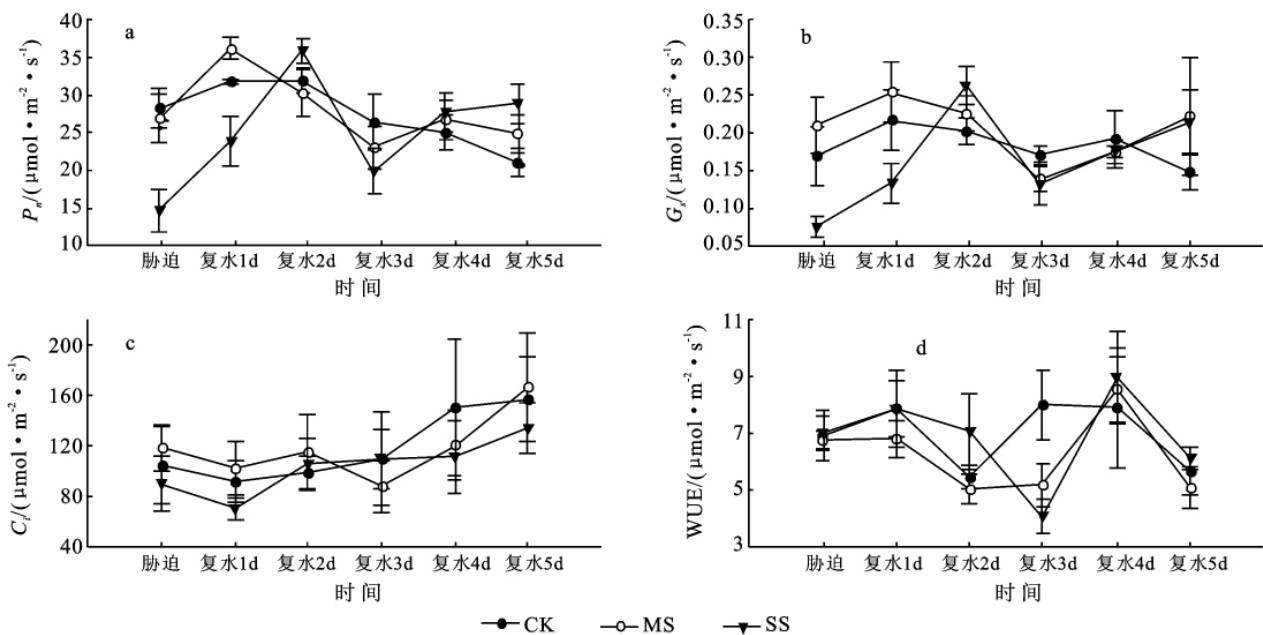 a
40
35
30
25
20
15
10
Pn/(μmol·m⁻²·s⁻¹)
胁迫 复水1d 复水2d 复水3d 复水4d 复水5d
时间
b
0.35
0.30
0.25
0.20
0.15
0.10
0.05
Gs/(μmol·m⁻²·s⁻¹)
胁迫 复水1d 复水2d 复水3d 复水4d 复水5d
时间
c
200
160
120
80
40
Ci/(μmol·m⁻²·s⁻¹)
胁迫 复水1d 复水2d 复水3d 复水4d 复水5d
时间
d
11
9
7
5
3
WUE/(μmol·m⁻²·s⁻¹)
胁迫 复水1d 复水2d 复水3d 复水4d 复水5d
时间
CK MS SS